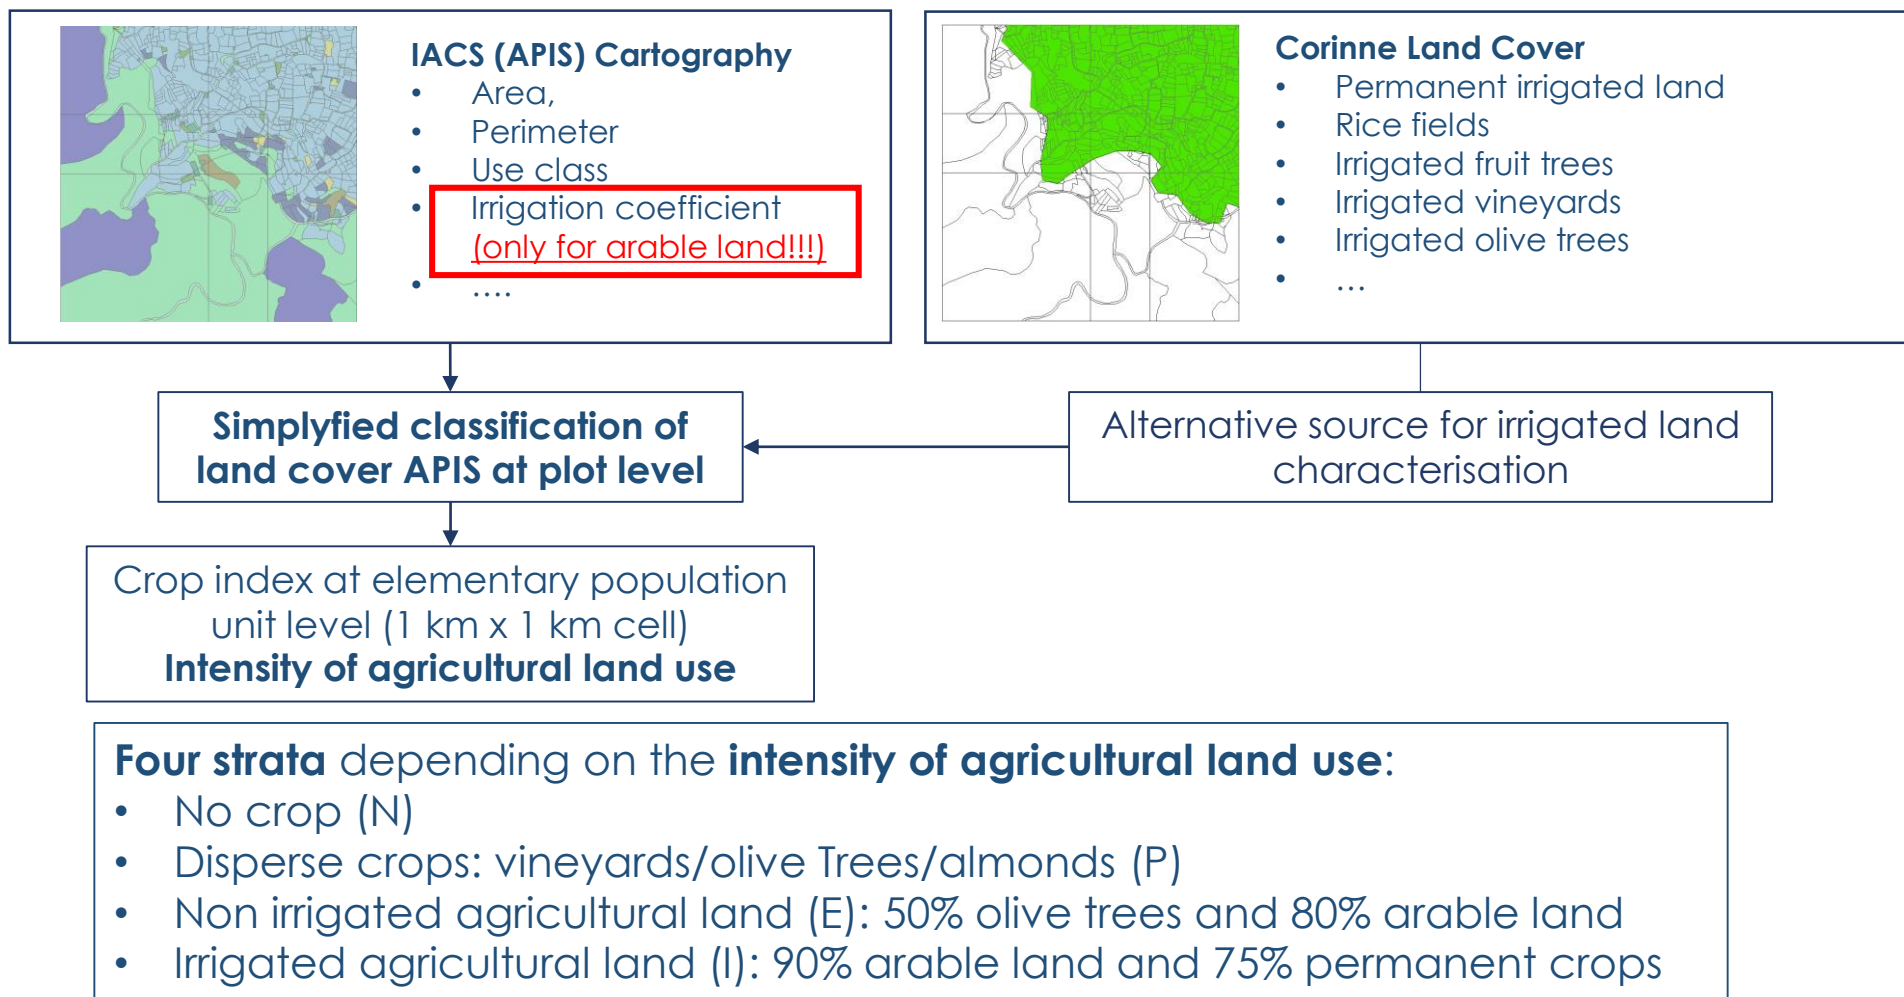 IACS (APIS) Cartography
• Area,
• Perimeter
• Use class
• Irrigation coefficient
(only for arable land!!!)
• ....
Corinne Land Cover
• Permanent irrigated land
• Rice fields
• Irrigated fruit trees
• Irrigated vineyards
• Irrigated olive trees
• ...
Simplyfied classification of
land cover APIS at plot level
Alternative source for irrigated land
characterisation
Crop index at elementary population
unit level (1 km x 1 km cell)
Intensity of agricultural land use
Four strata depending on the intensity of agricultural land use:
• No crop (N)
• Disperse crops: vineyards/olive Trees/almonds (P)
• Non irrigated agricultural land (E): 50% olive trees and 80% arable land
• Irrigated agricultural land (I): 90% arable land and 75% permanent crops